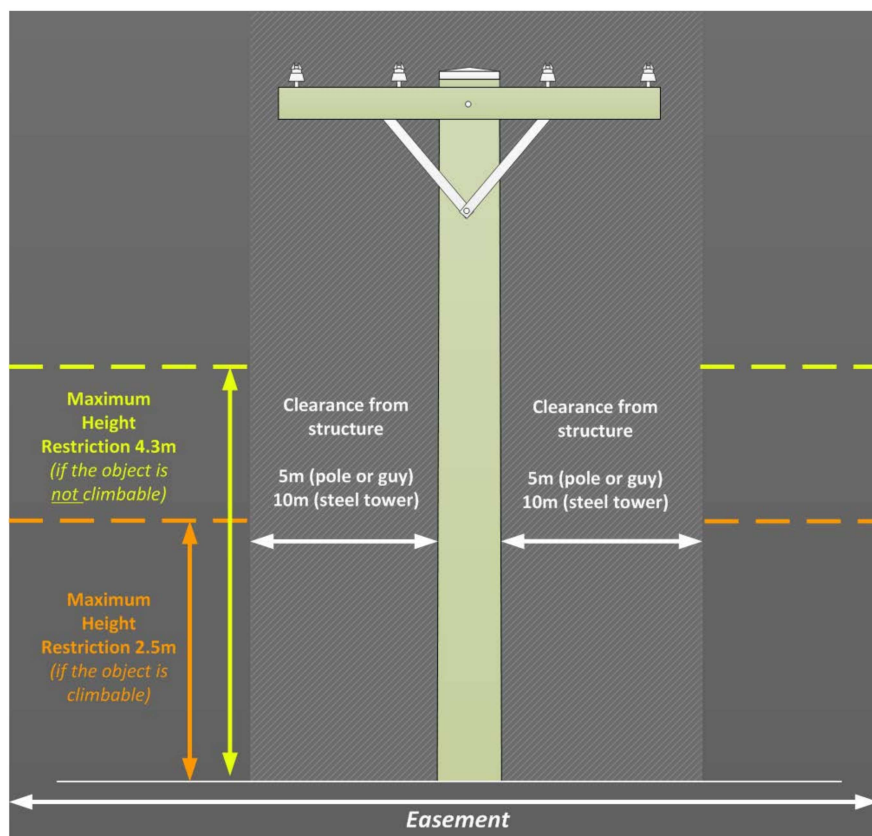 Maximum
Height
Restriction 4.3m
(if the object is
not climbable)
Maximum
Height
Restriction 2.5m
(if the object is
climbable)
Clearance from
structure
5m (pole or guy)
10m (steel tower)
Clearance from
structure
5m (pole or guy)
10m (steel tower)
Easement